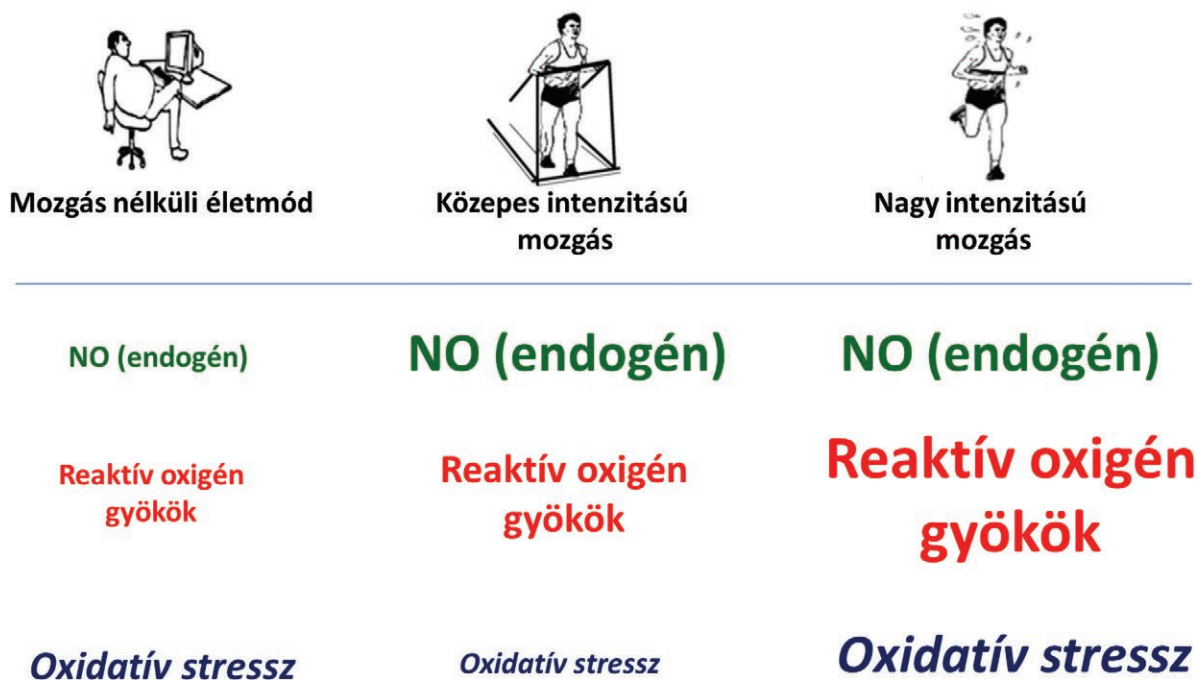 Mozgás nélküli életmód
Közepes intenzitású
mozgás
Nagy intenzitású
mozgás
NO (endogén)
NO (endogén)
NO (endogén)
Reaktív oxigén
gyökök
Reaktív oxigén
gyökök
Reaktív oxigén
gyökök
Oxidatív stressz
Oxidatív stressz
Oxidatív stressz